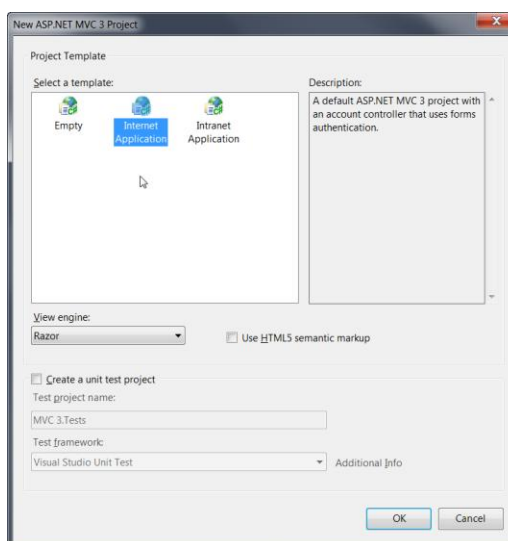 New ASP.NET MVC 3 Project
Project Template
Select a template:
Description:
Empty
Internet
Application
Intranet
Application
A default ASP.NET MVC 3 project with
an account controller that uses forms
authentication.
View engine:
Razor
Use HTML5 semantic markup
Create a unit test project
Test project name:
MVC 3.Tests
Test framework:
Visual Studio Unit Test
Additional Info
OK
Cancel